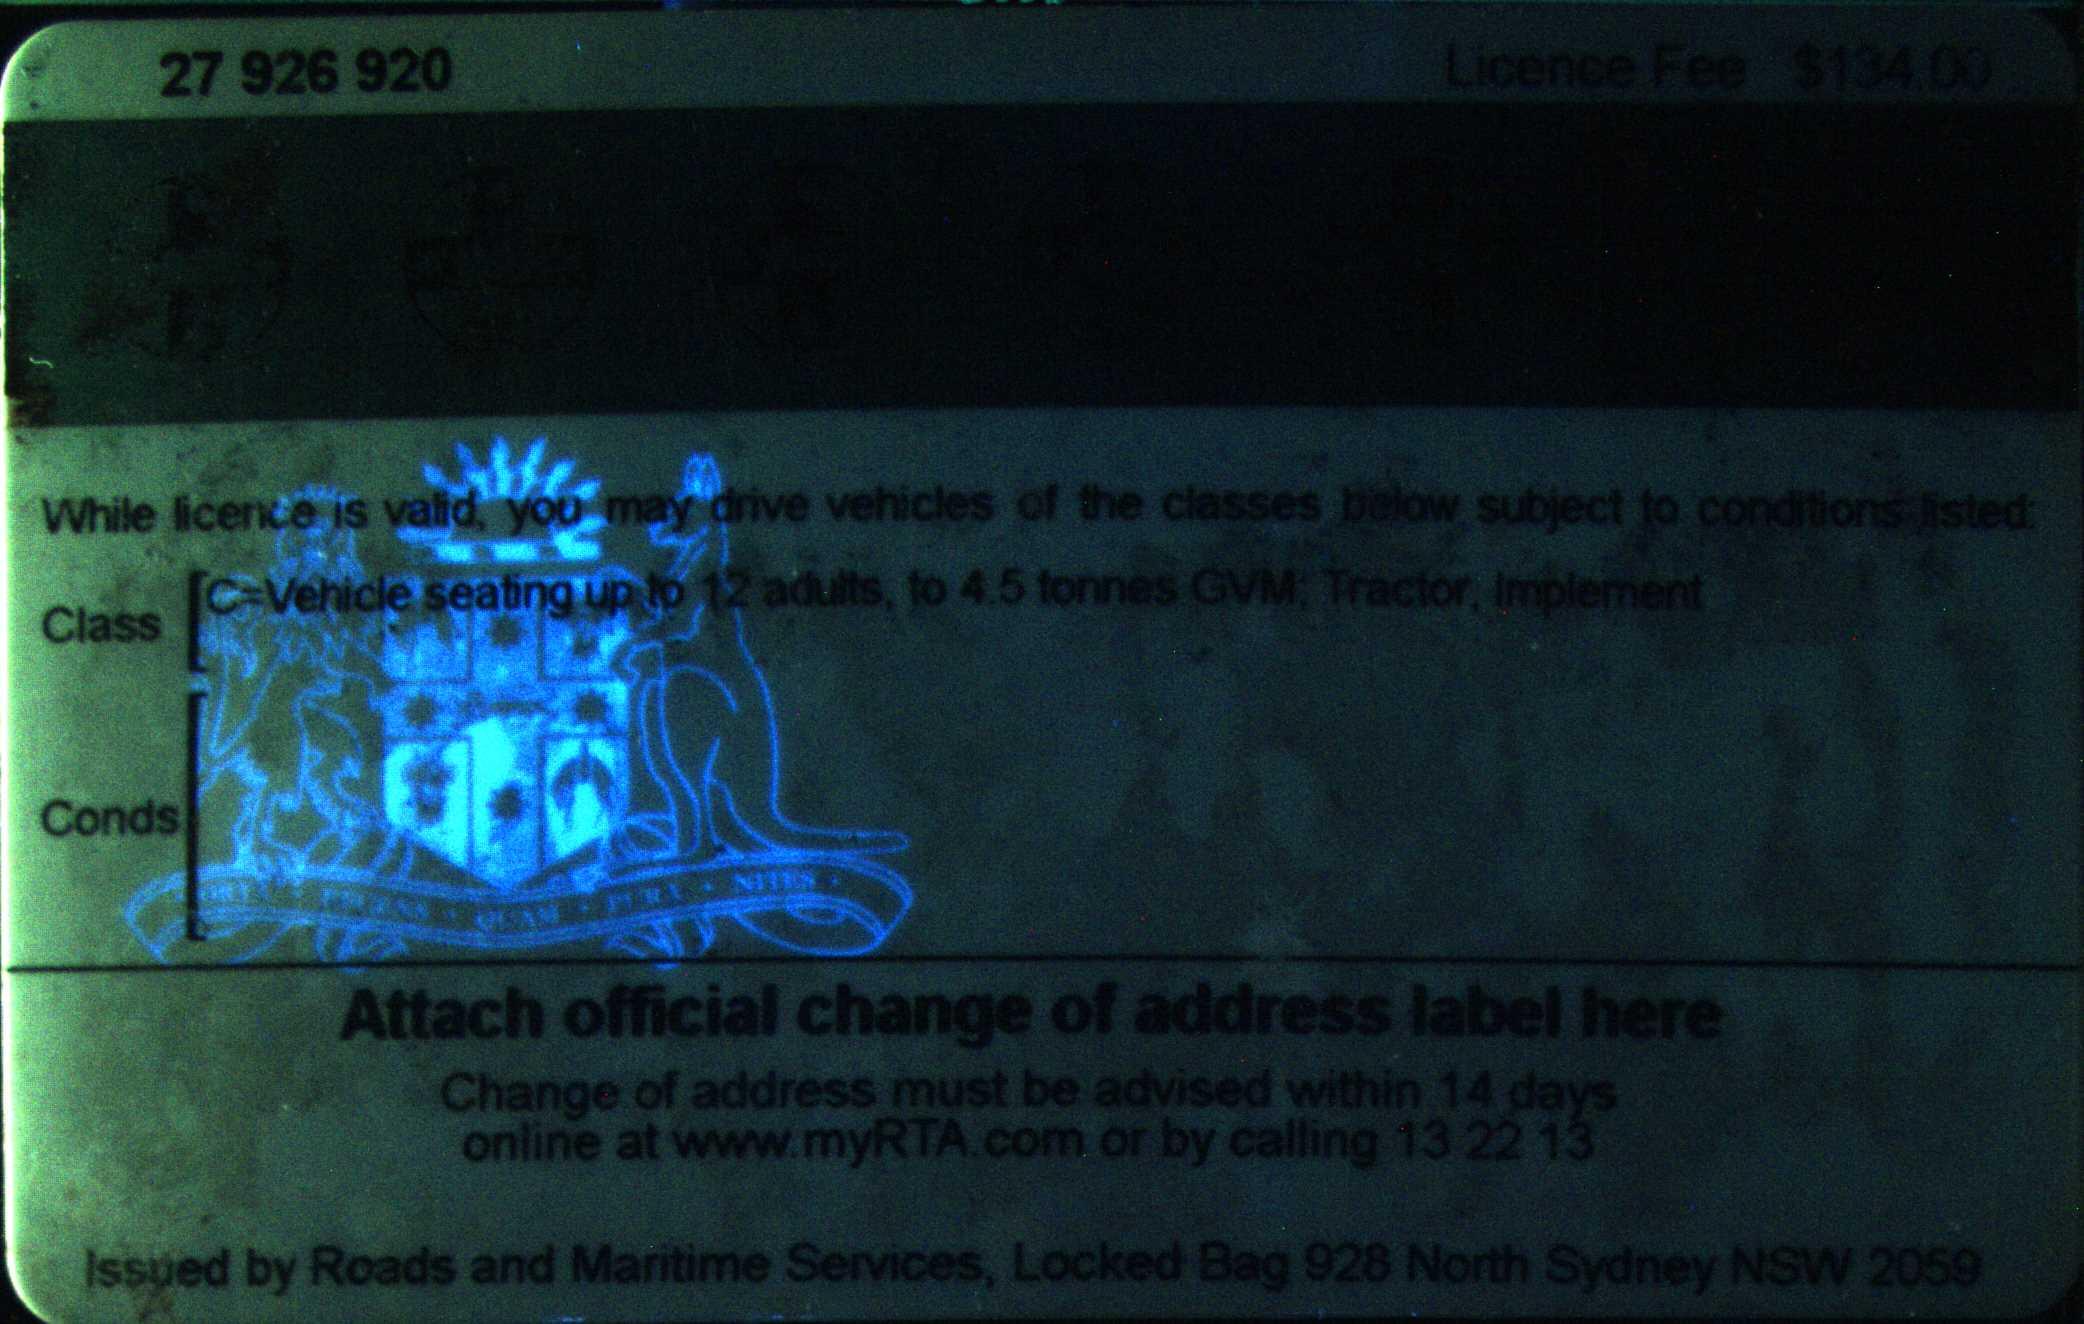 27 926 920 Licence Fee $134.00
While licence is valid, you may drive vehicles of the classes below subject to conditions listed:
Class C=Vehicle seating up to 12 adults, to 4.5 tonnes GVM; Tractor, Implement
Conds
Attach official change of address label here
Change of address must be advised within 14 days
online at www.myRTA.com or by calling 13 22 13
Issued by Roads and Maritime Services, Locked Bag 928 North Sydney NSW 2059